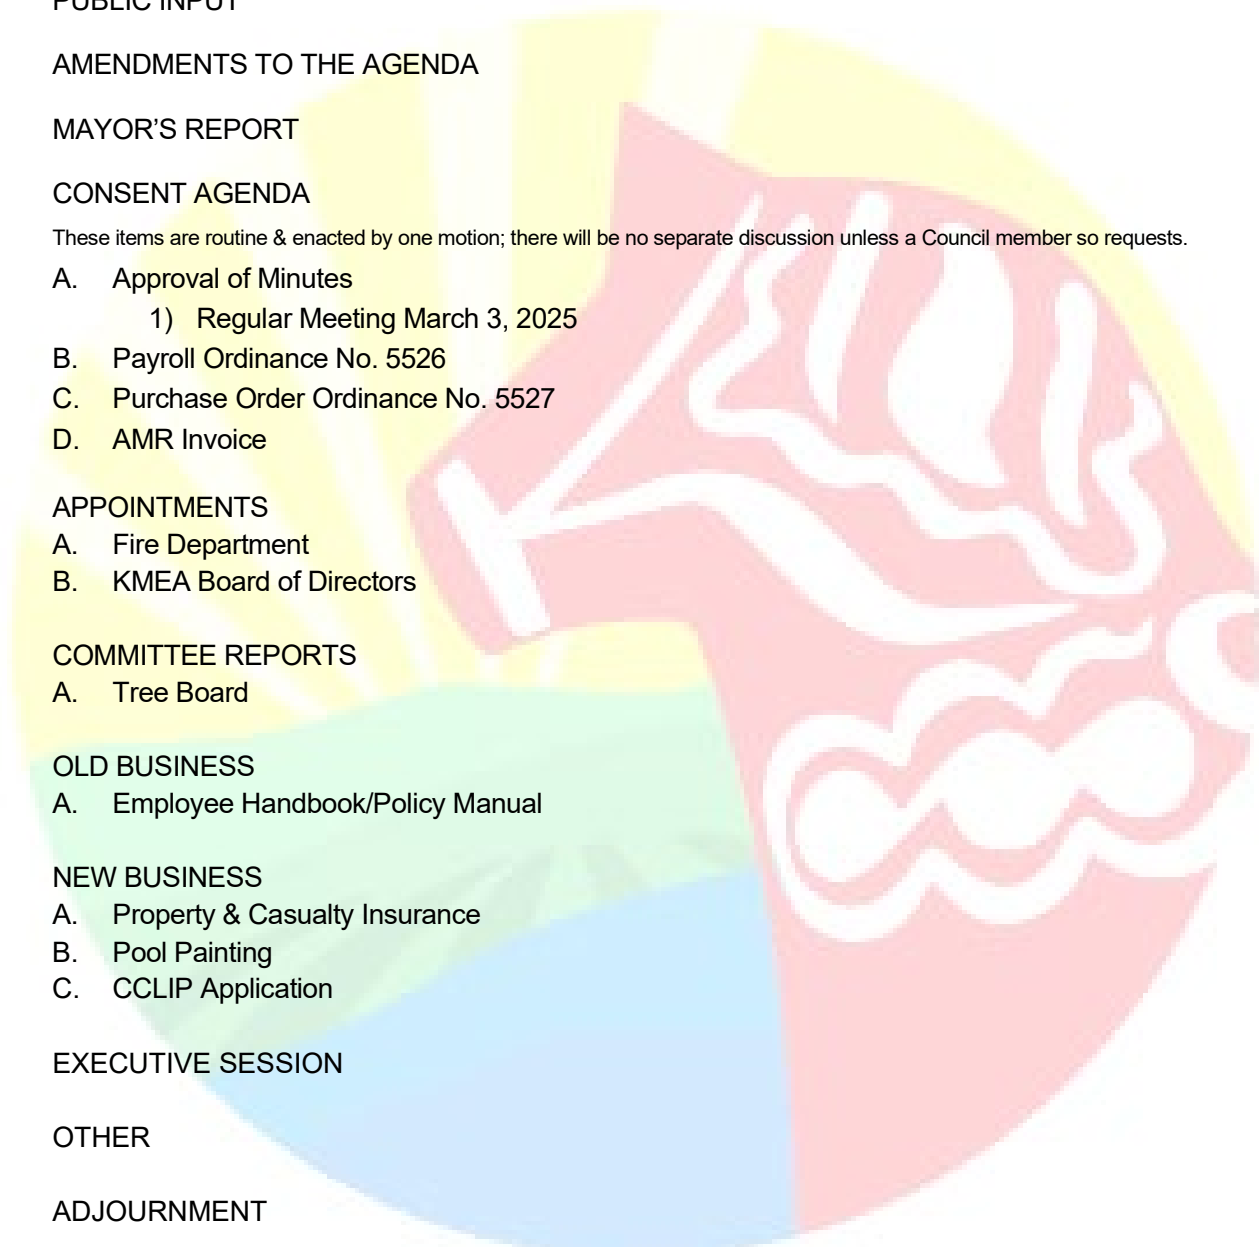 PUBLIC INPUT
AMENDMENTS TO THE AGENDA
MAYOR’S REPORT
CONSENT AGENDA
These items are routine & enacted by one motion; there will be no separate discussion unless a Council member so requests.
A. Approval of Minutes
1) Regular Meeting March 3, 2025
B. Payroll Ordinance No. 5526
C. Purchase Order Ordinance No. 5527
D. AMR Invoice
APPOINTMENTS
A. Fire Department
B. KMEA Board of Directors
COMMITTEE REPORTS
A. Tree Board
OLD BUSINESS
A. Employee Handbook/Policy Manual
NEW BUSINESS
A. Property & Casualty Insurance
B. Pool Painting
C. CCLIP Application
EXECUTIVE SESSION
OTHER
ADJOURNMENT